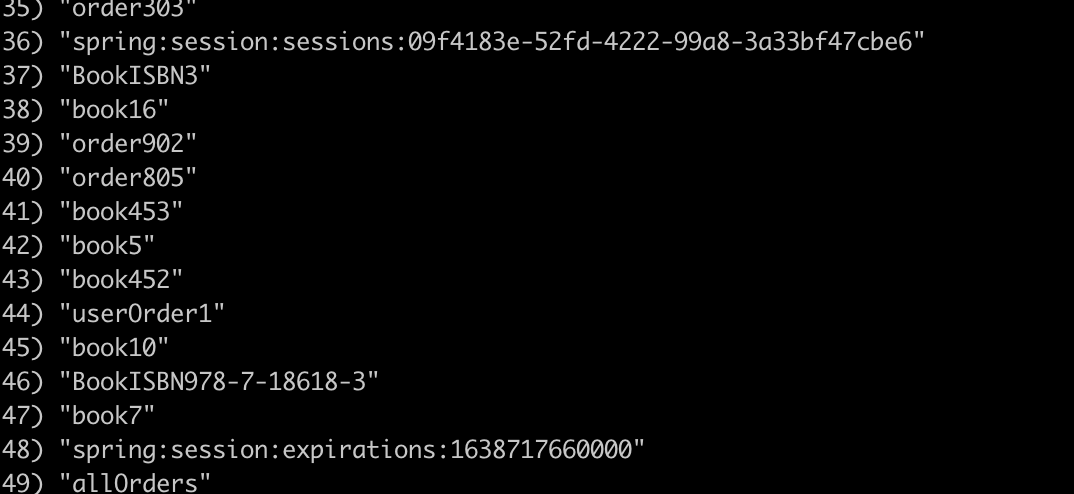 35) "order303"
36) "spring:session:sessions:09f4183e-52fd-4222-99a8-3a33bf47cbe6"
37) "BookISBN3"
38) "book16"
39) "order902"
40) "order805"
41) "book453"
42) "book5"
43) "book452"
44) "userOrder1"
45) "book10"
46) "BookISBN978-7-18618-3"
47) "book7"
48) "spring:session:expirations:1638717660000"
49) "allOrders"